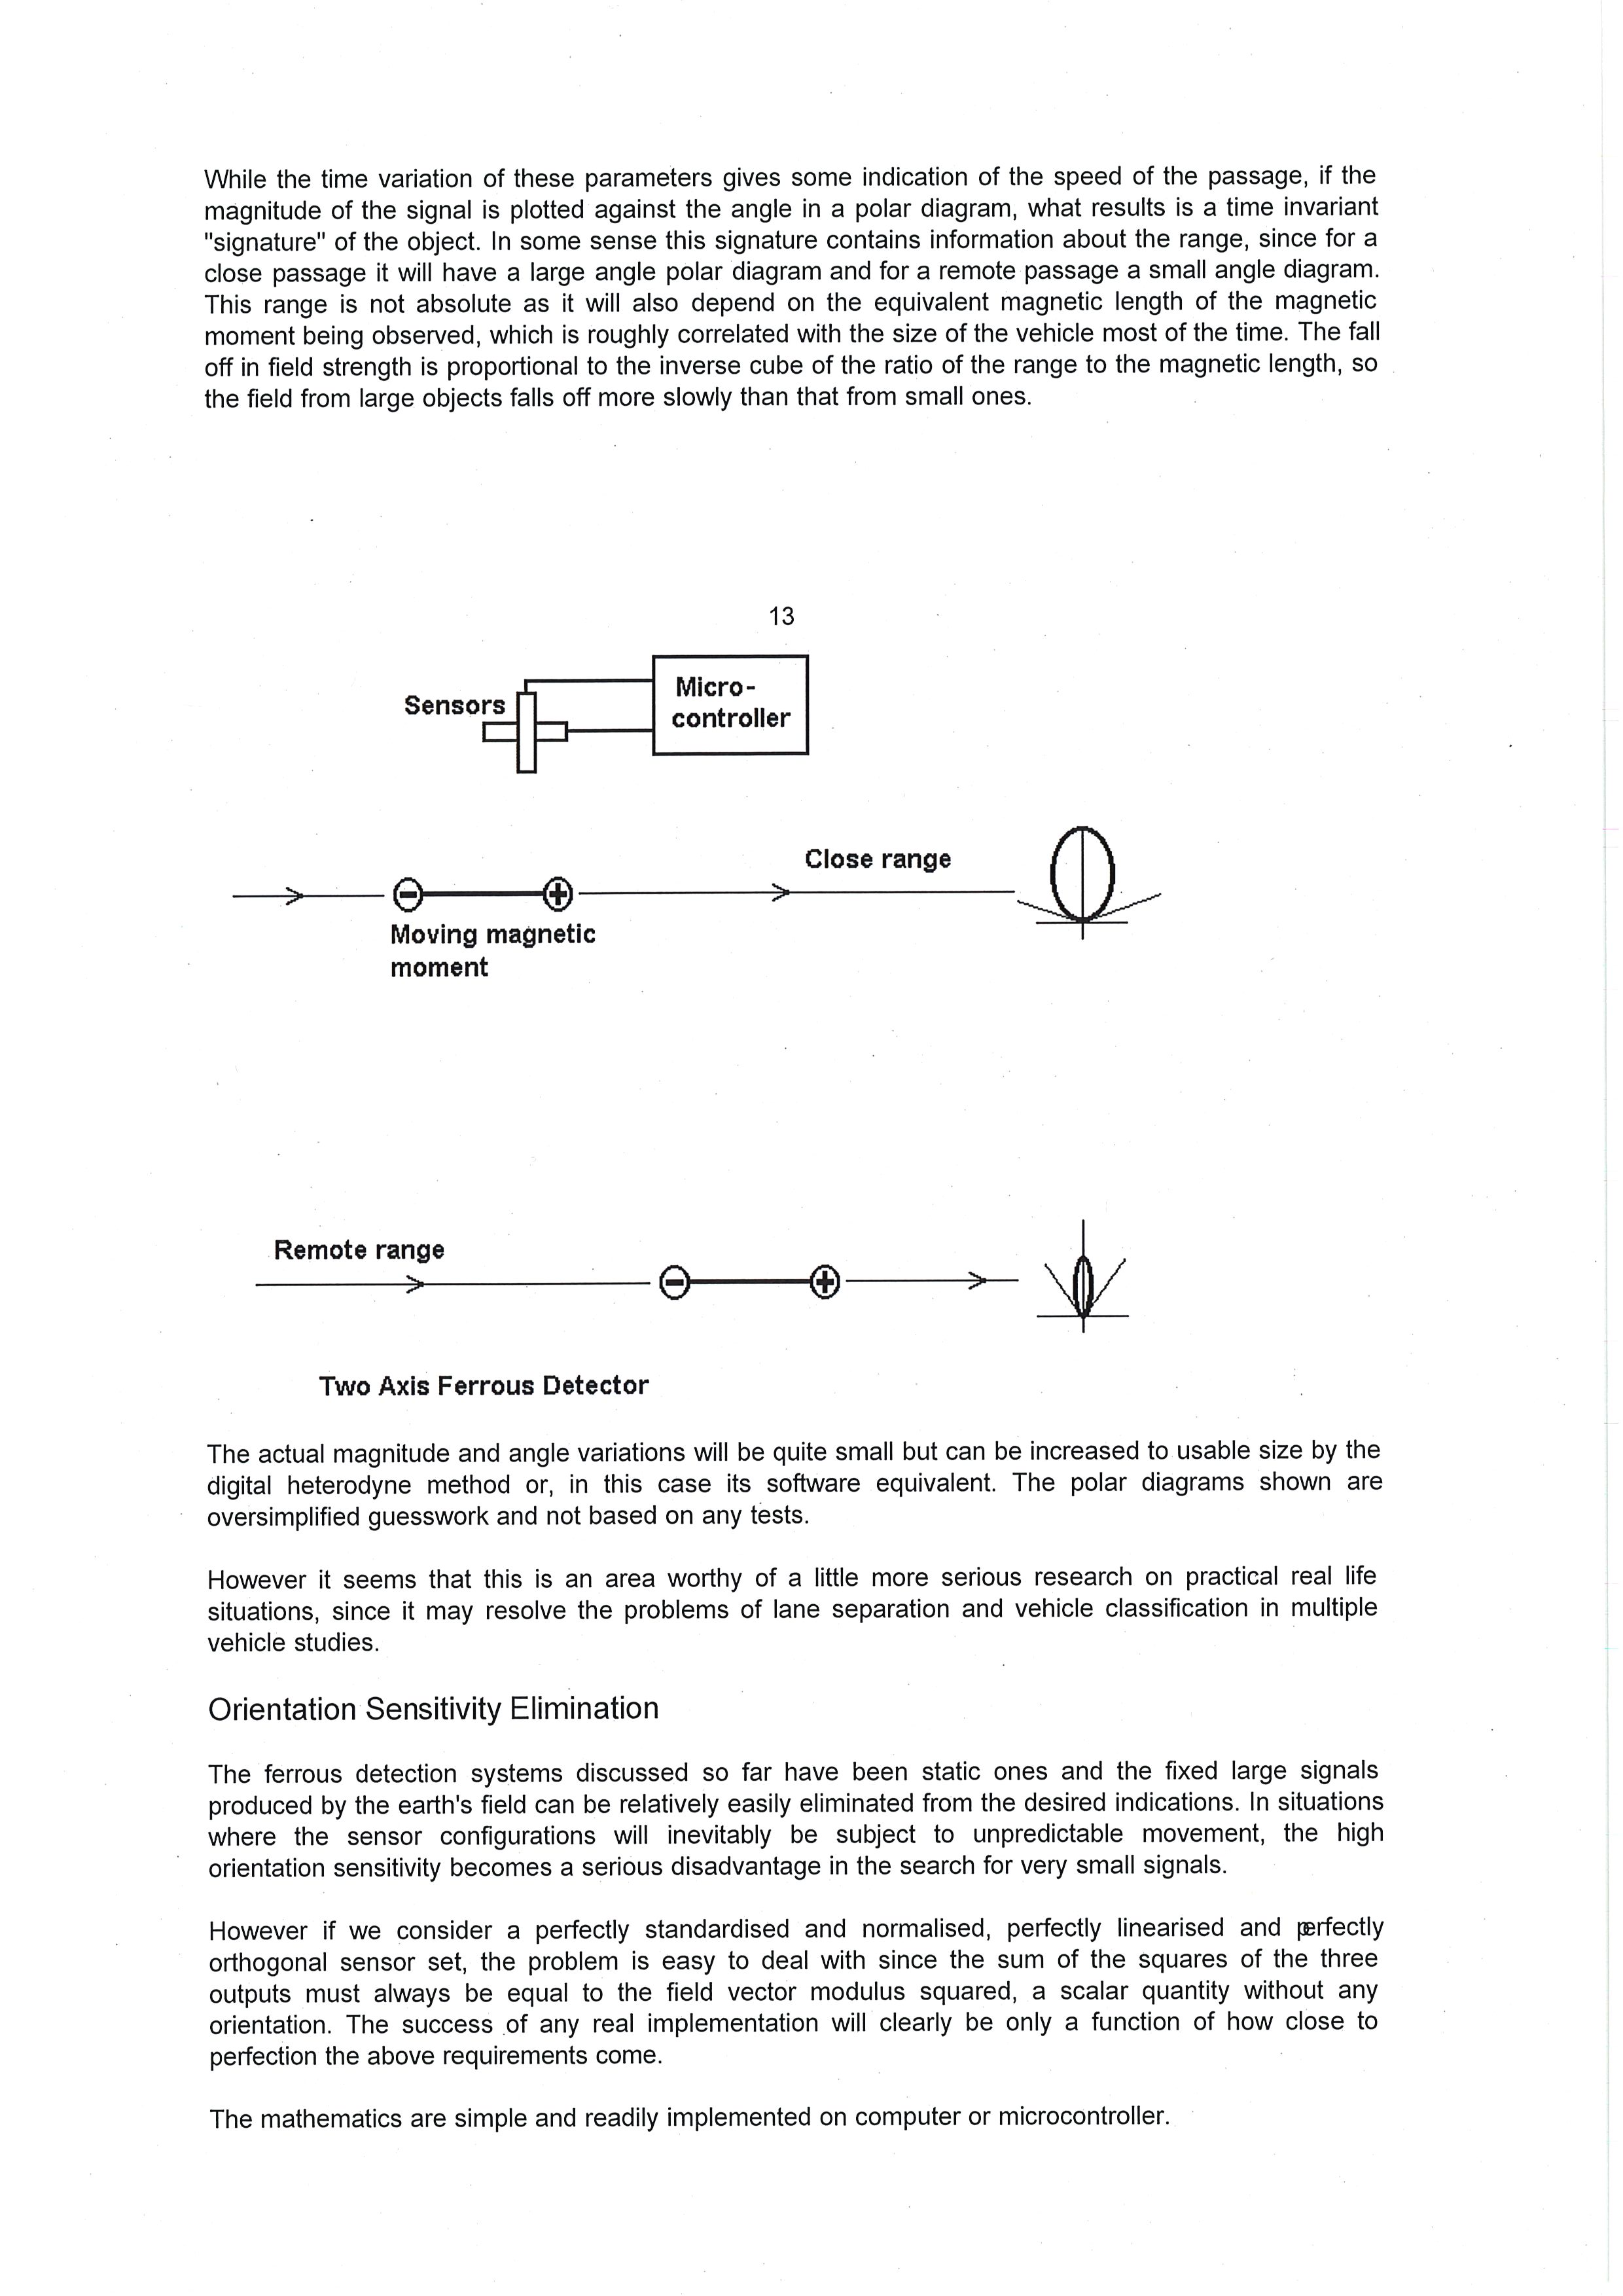 While the time variation of these parameters gives some indication of the speed of the passage, if the
magnitude of the signal is plotted against the angle in a polar diagram, what results is a time invariant
"signature" of the object. In some sense this signature contains information about the range, since for a
close passage it will have a large angle polar diagram and for a remote passage a small angle diagram.
This range is not absolute as it will also depend on the equivalent magnetic length of the magnetic
moment being observed, which is roughly correlated with the size of the vehicle most of the time. The fall
off in field strength is proportional to the inverse cube of the ratio of the range to the magnetic length, so
the field from large objects falls off more slowly than that from small ones.
13
Sensors
Micro-
controller
Close range
Moving magnetic
moment
Remote range
Two Axis Ferrous Detector
The actual magnitude and angle variations will be quite small but can be increased to usable size by the
digital heterodyne method or, in this case its software equivalent. The polar diagrams shown are
oversimplified guesswork and not based on any tests.
However it seems that this is an area worthy of a little more serious research on practical real life
situations, since it may resolve the problems of lane separation and vehicle classification in multiple
vehicle studies.
Orientation Sensitivity Elimination
The ferrous detection systems discussed so far have been static ones and the fixed large signals
produced by the earth's field can be relatively easily eliminated from the desired indications. In situations
where the sensor configurations will inevitably be subject to unpredictable movement, the high
orientation sensitivity becomes a serious disadvantage in the search for very small signals.
However if we consider a perfectly standardised and normalised, perfectly linearised and perfectly
orthogonal sensor set, the problem is easy to deal with since the sum of the squares of the three
outputs must always be equal to the field vector modulus squared, a scalar quantity without any
orientation. The success of any real implementation will clearly be only a function of how close to
perfection the above requirements come.
The mathematics are simple and readily implemented on computer or microcontroller.